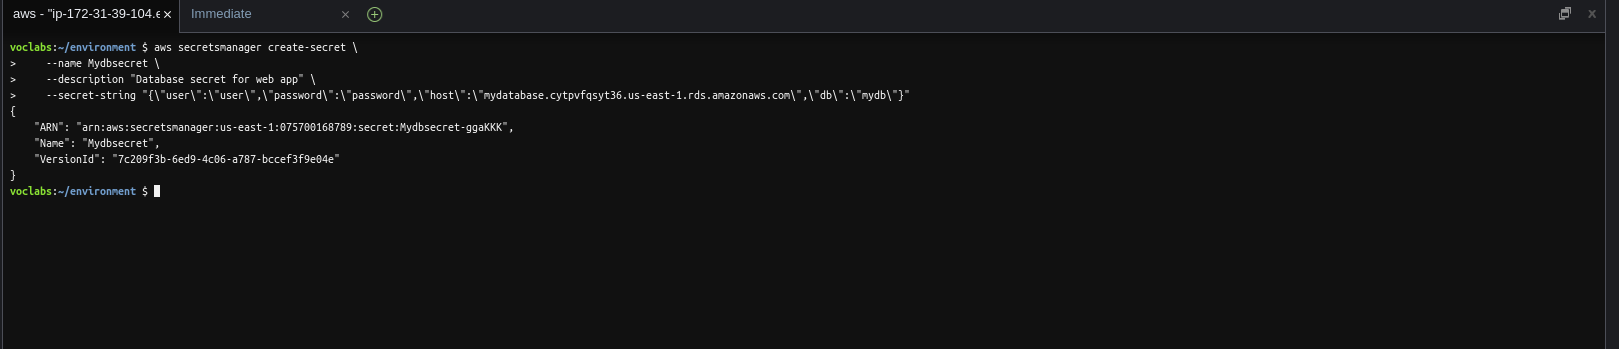 aws - "ip-172-31-39-104.e × Immediate ×
voclabs:~/environment $ aws secretsmanager create-secret \
>     --name Mydbsecret \
>     --description "Database secret for web app" \
>     --secret-string "{\"user\":\"user\",\"password\":\"password\",\"host\":\"mydatabase.cytpvfqsyt36.us-east-1.rds.amazonaws.com\",\"db\":\"mydb\"}"
{
    "ARN": "arn:aws:secretsmanager:us-east-1:075700168789:secret:Mydbsecret-ggaKKK",
    "Name": "Mydbsecret",
    "VersionId": "7c209f3b-6ed9-4c06-a787-bccef3f9e04e"
}
voclabs:~/environment $